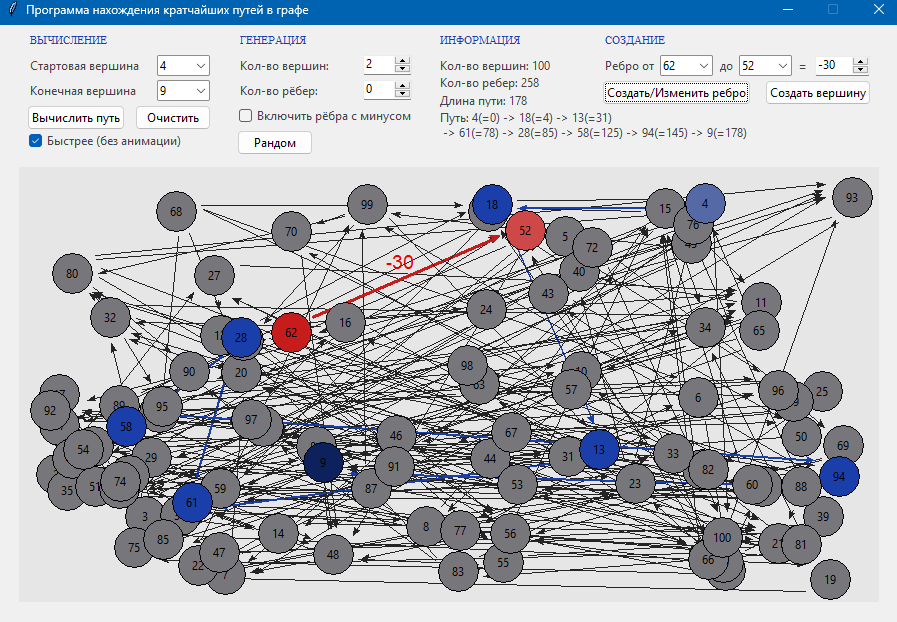 Программа нахождения кратчайших путей в графе
ВЫЧИСЛЕНИЕ
Стартовая вершина 4
Конечная вершина 9
Вычислить путь Очистить
Быстрее (без анимации)
ГЕНЕРАЦИЯ
Кол-во вершин: 2
Кол-во рёбер: 0
Включить рёбра с минусом
Рандом
ИНФОРМАЦИЯ
Кол-во вершин: 100
Кол-во ребер: 258
Длина пути: 178
Путь: 4(=0) -> 18(=4) -> 13(=31)
-> 61(=78) -> 28(=85) -> 58(=125) -> 94(=145) -> 9(=178)
СОЗДАНИЕ
Ребро от 62 до 52 = -30
Создать/Изменить ребро Создать вершину
93
68 99 18 15 4
70 52 5 76
72
80 27 40
-30 43
32 24 11
28 62 16 34 65
90 20 98
57 6 96 25
92 58 95 97
46 67 50
54 29 91 44 31 13 33 82 69
35 74 9 94
61 59 87 53 23 60 88
3 39
75 85 14 8 77 56 100 81
22 47 48 55 66
83 19